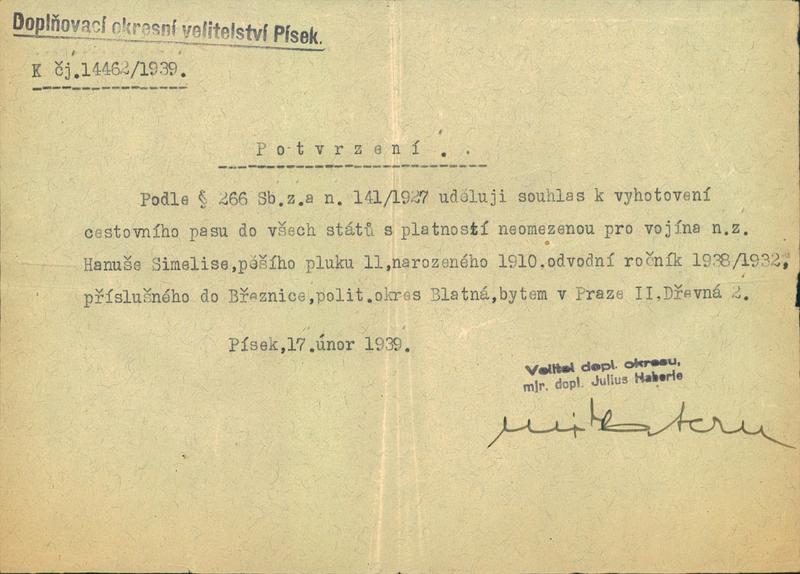 Doplňovací okresní velitelství Písek.
K čj.14462/1939.
Potvrzení.
Podle § 266 Sb.z.a n. 141/1927 uděluji souhlas k vyhotovení
cestovního pasu do všech států s platností neomezenou pro vojína n.z.
Hanuše Simelise,pěšího pluku 11,narozeného 1910.odvodní ročník 1938/1932,
příslušného do Březnice,polit.okres Blatná,bytem v Praze II.Dřevná 2.
Písek,17.únor 1939.
Velitel dopl. okresu,
mjr. dopl. Julius Haberle